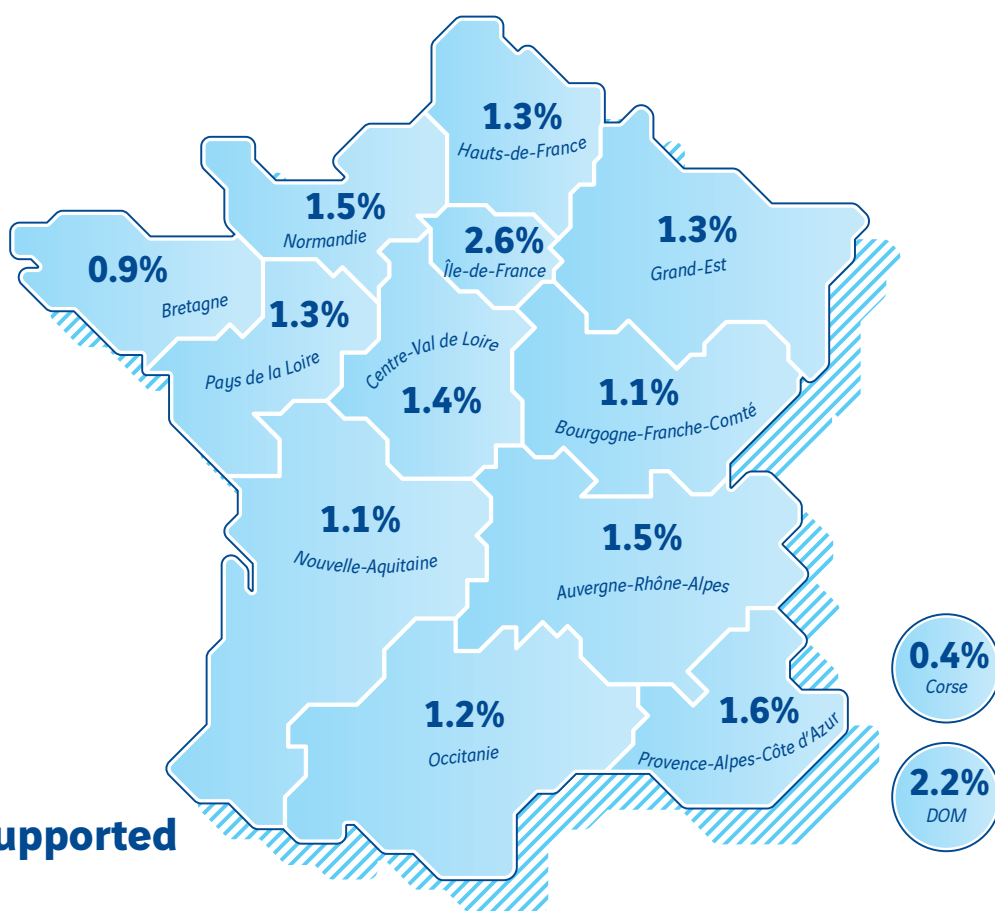 1.3%
Hauts-de-France
1.5%
Normandie
2.6%
Île-de-France
1.3%
Grand-Est
0.9%
Bretagne
1.3%
Pays de la Loire
Centre-Val de Loire
1.4%
1.1%
Bourgogne-Franche-Comté
1.1%
Nouvelle-Aquitaine
1.5%
Auvergne-Rhône-Alpes
0.4%
Corse
1.2%
Occitanie
1.6%
Provence-Alpes-Côte d'Azur
2.2%
DOM
upported